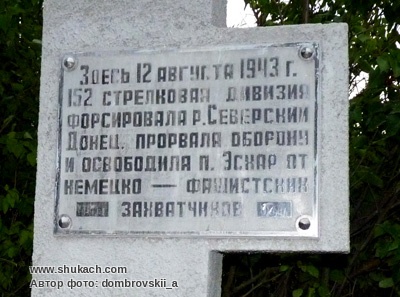 Здесь 12 августа 1943 г.
152 стрелковая дивизия
форсировала р. Северский
Донец, прорвала оборону
и освободила п. Эсхар от
немецко — фашистских
захватчиков
www.shukach.com
Автор фото: dombrovskii_a